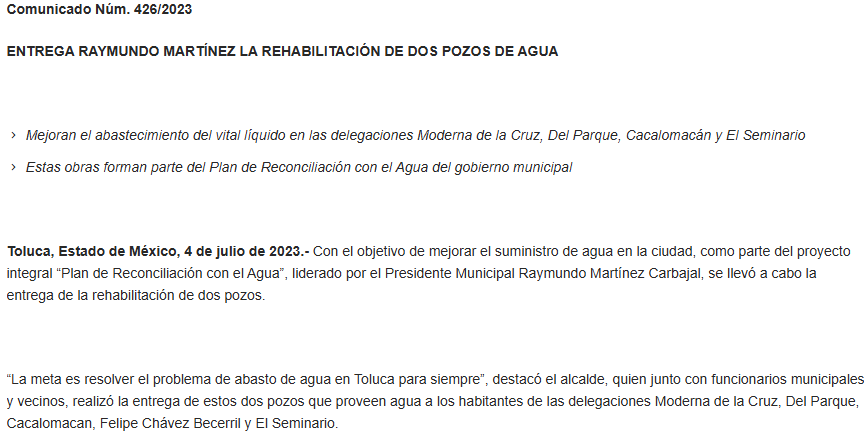 Comunicado Núm. 426/2023
ENTREGA RAYMUNDO MARTÍNEZ LA REHABILITACIÓN DE DOS POZOS DE AGUA
Mejoran el abastecimiento del vital líquido en las delegaciones Moderna de la Cruz, Del Parque, Cacalomacán y El Seminario
Estas obras forman parte del Plan de Reconciliación con el Agua del gobierno municipal
Toluca, Estado de México, 4 de julio de 2023.- Con el objetivo de mejorar el suministro de agua en la ciudad, como parte del proyecto
integral “Plan de Reconciliación con el Agua”, liderado por el Presidente Municipal Raymundo Martínez Carbajal, se llevó a cabo la
entrega de la rehabilitación de dos pozos.
“La meta es resolver el problema de abasto de agua en Toluca para siempre”, destacó el alcalde, quien junto con funcionarios municipales
y vecinos, realizó la entrega de estos dos pozos que proveen agua a los habitantes de las delegaciones Moderna de la Cruz, Del Parque,
Cacalomacan, Felipe Chávez Becerril y El Seminario.